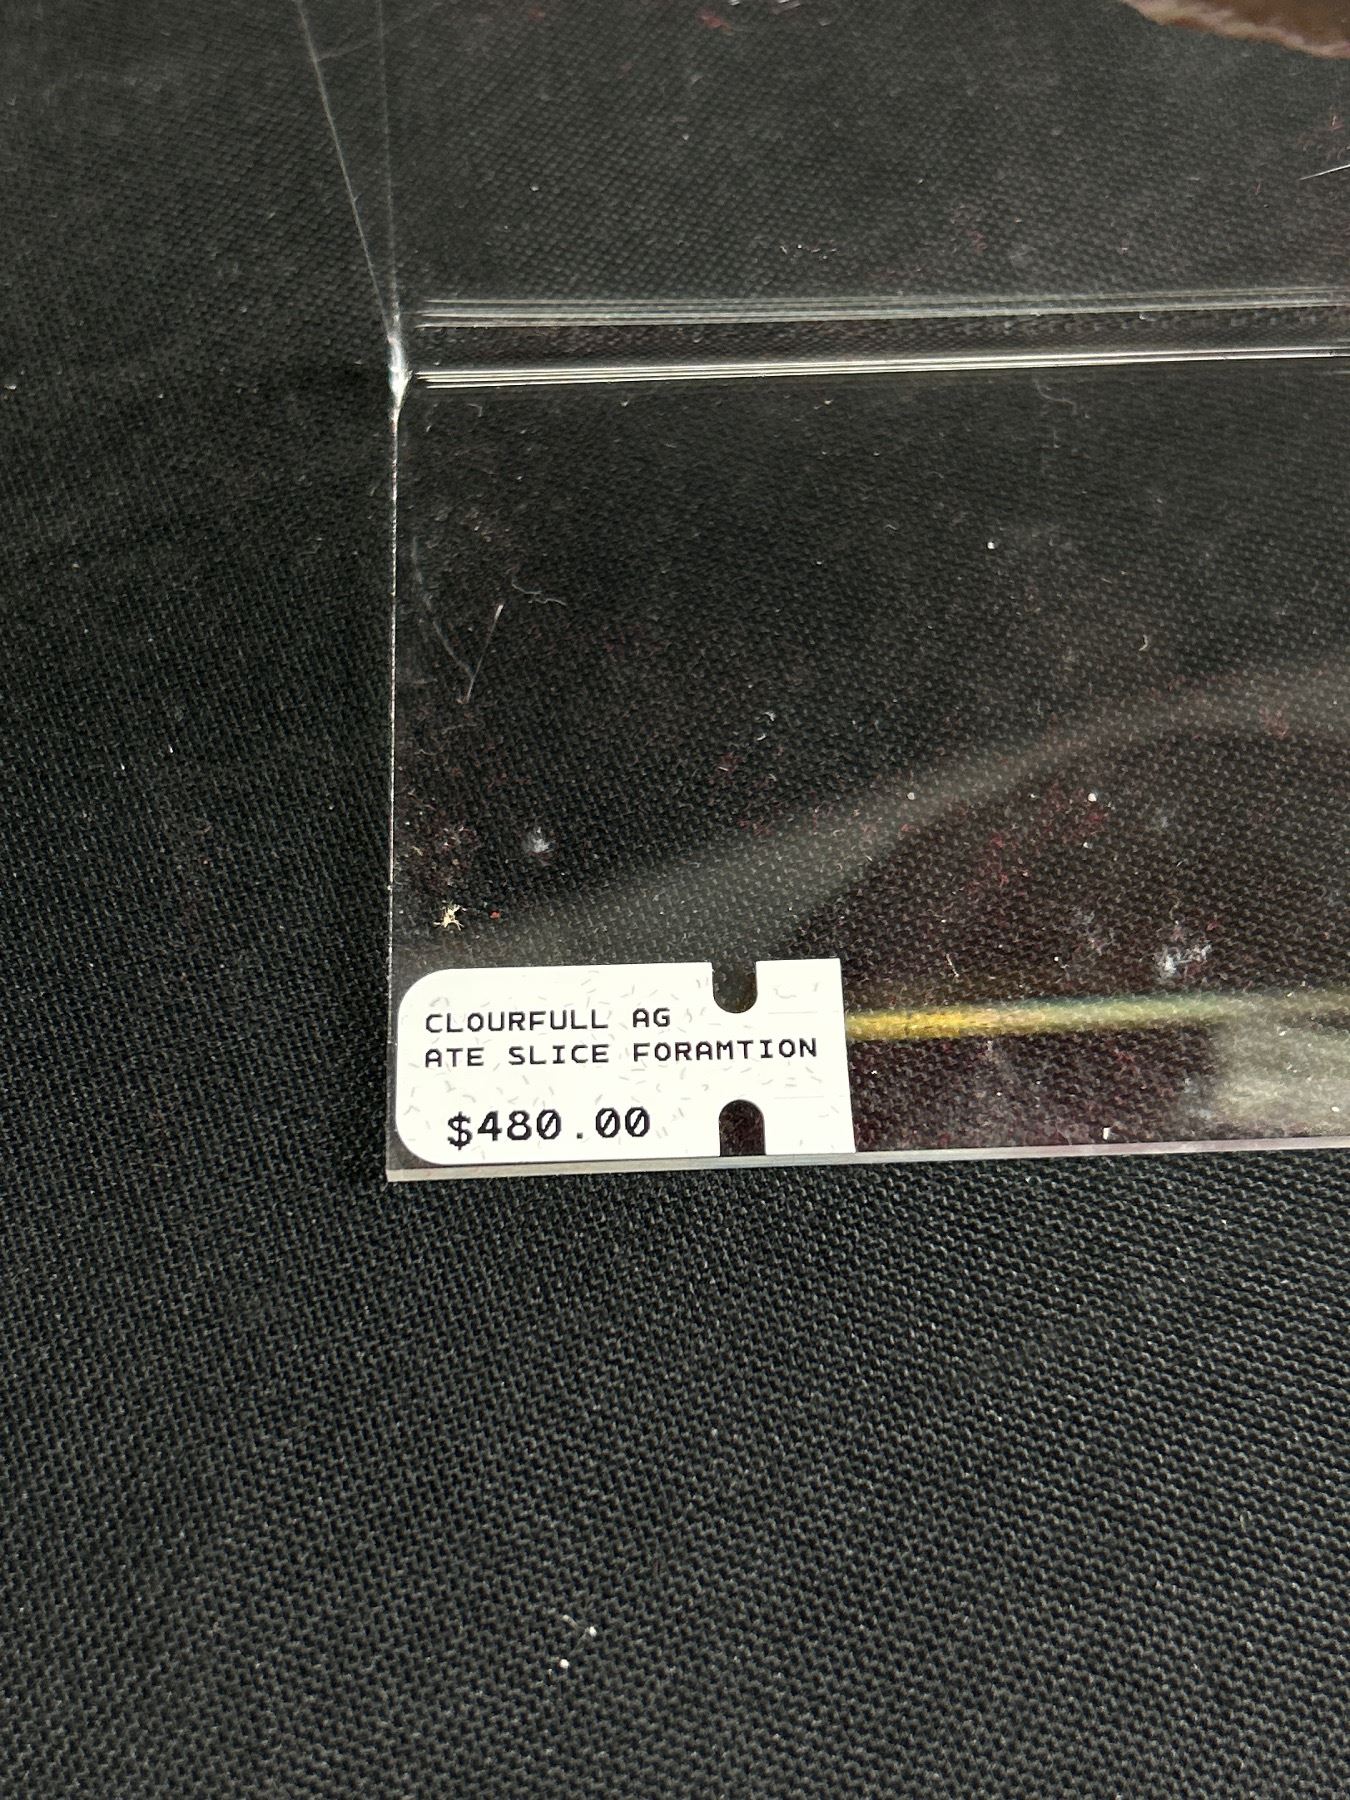 CLOURFULL AG
ATE SLICE FORAMTION
$480.00